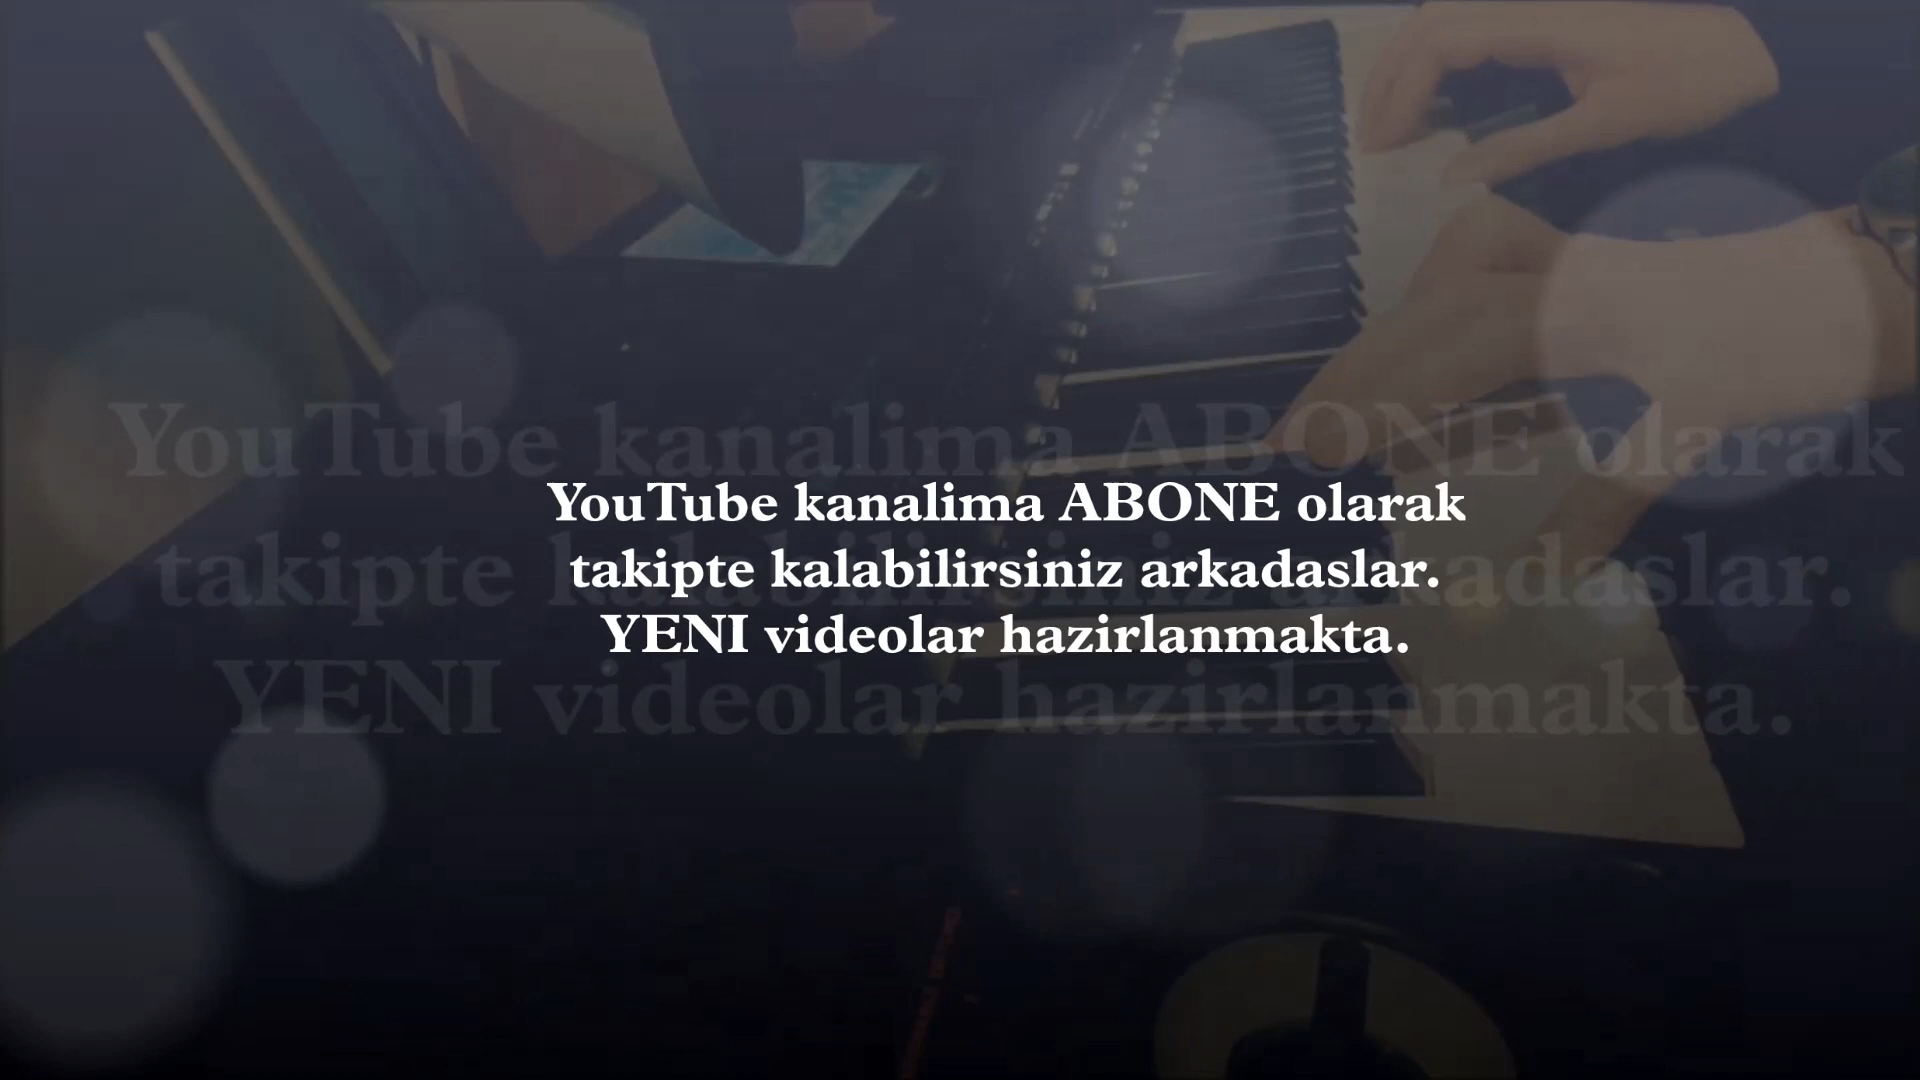 YouTube kanalima ABONE olarak
takipte kalabilirsiniz arkadaslar.
YENI videolar hazirlanmakta.